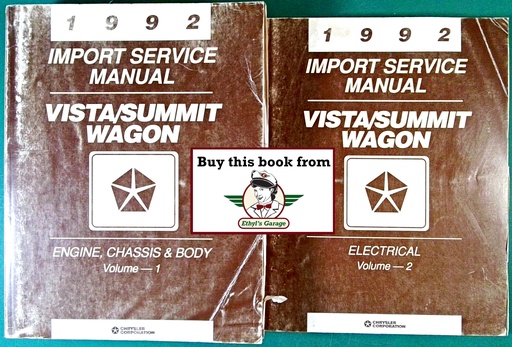 1992
IMPORT SERVICE
MANUAL
VISTA/SUMMIT
WAGON
ENGINE, CHASSIS & BODY
Volume — 1
CHRYSLER
CORPORATION
1992
IMPORT SERVICE
MANUAL
VISTA/SUMMIT
WAGON
ELECTRICAL
Volume — 2
CHRYSLER
CORPORATION
Buy this book from
Ethyl's Garage